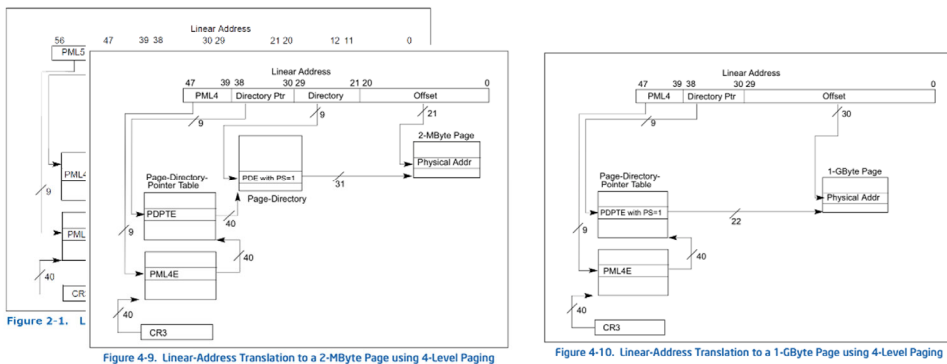 Linear Address
56 47 39 38 30 29 21 20 12 11 0
PML5
9
40
Figure 2-1.
Linear Address
47 39 38 30 29 21 20 0
PML4 Directory Ptr Directory Offset
9
9
21
2-MByte Page
Physical Addr
PDE with PS=1
31
Page-Directory
Page-Directory-
Pointer Table
PDPTE
40
9
40
PML4E
40
CR3
Figure 4-9. Linear-Address Translation to a 2-MByte Page using 4-Level Paging
Linear Address
47 39 38 30 29 0
PML4 Directory Ptr Offset
9
30
1-GByte Page
Physical Addr
Page-Directory-
Pointer Table
PDPTE with PS=1
22
9
40
PML4E
40
CR3
Figure 4-10. Linear-Address Translation to a 1-GByte Page using 4-Level Paging